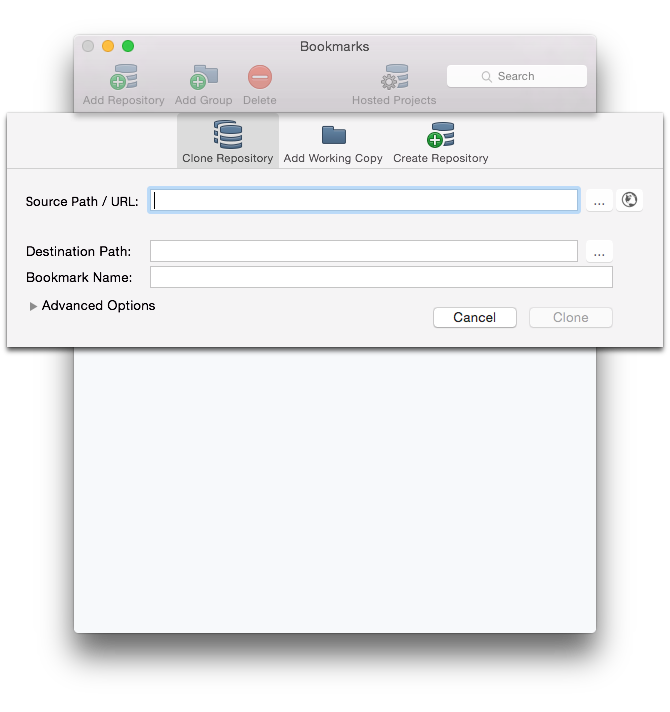 Bookmarks
Add Repository Add Group Delete Hosted Projects Search
Clone Repository Add Working Copy Create Repository
Source Path / URL: ...
Destination Path: ...
Bookmark Name:
Advanced Options
Cancel Clone